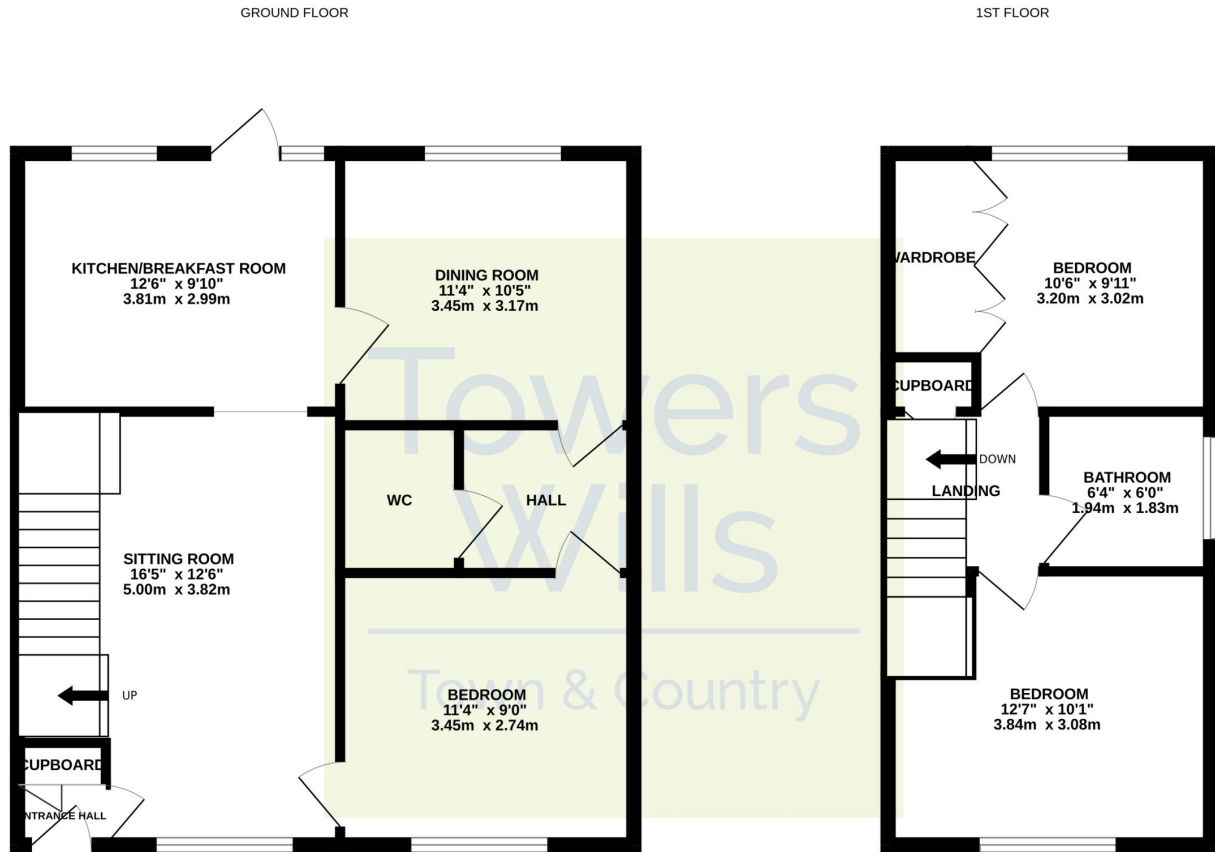 GROUND FLOOR
1ST FLOOR
KITCHEN/BREAKFAST ROOM
12'6" x 9'10"
3.81m x 2.99m
DINING ROOM
11'4" x 10'5"
3.45m x 3.17m
WC
HALL
SITTING ROOM
16'5" x 12'6"
5.00m x 3.82m
UP
BEDROOM
11'4" x 9'0"
3.45m x 2.74m
CUPBOARD
ENTRANCE HALL
WARDROBE
BEDROOM
10'6" x 9'11"
3.20m x 3.02m
CUPBOARD
DOWN
LANDING
BATHROOM
6'4" x 6'0"
1.94m x 1.83m
BEDROOM
12'7" x 10'1"
3.84m x 3.08m
Towers
Wills
Town & Country